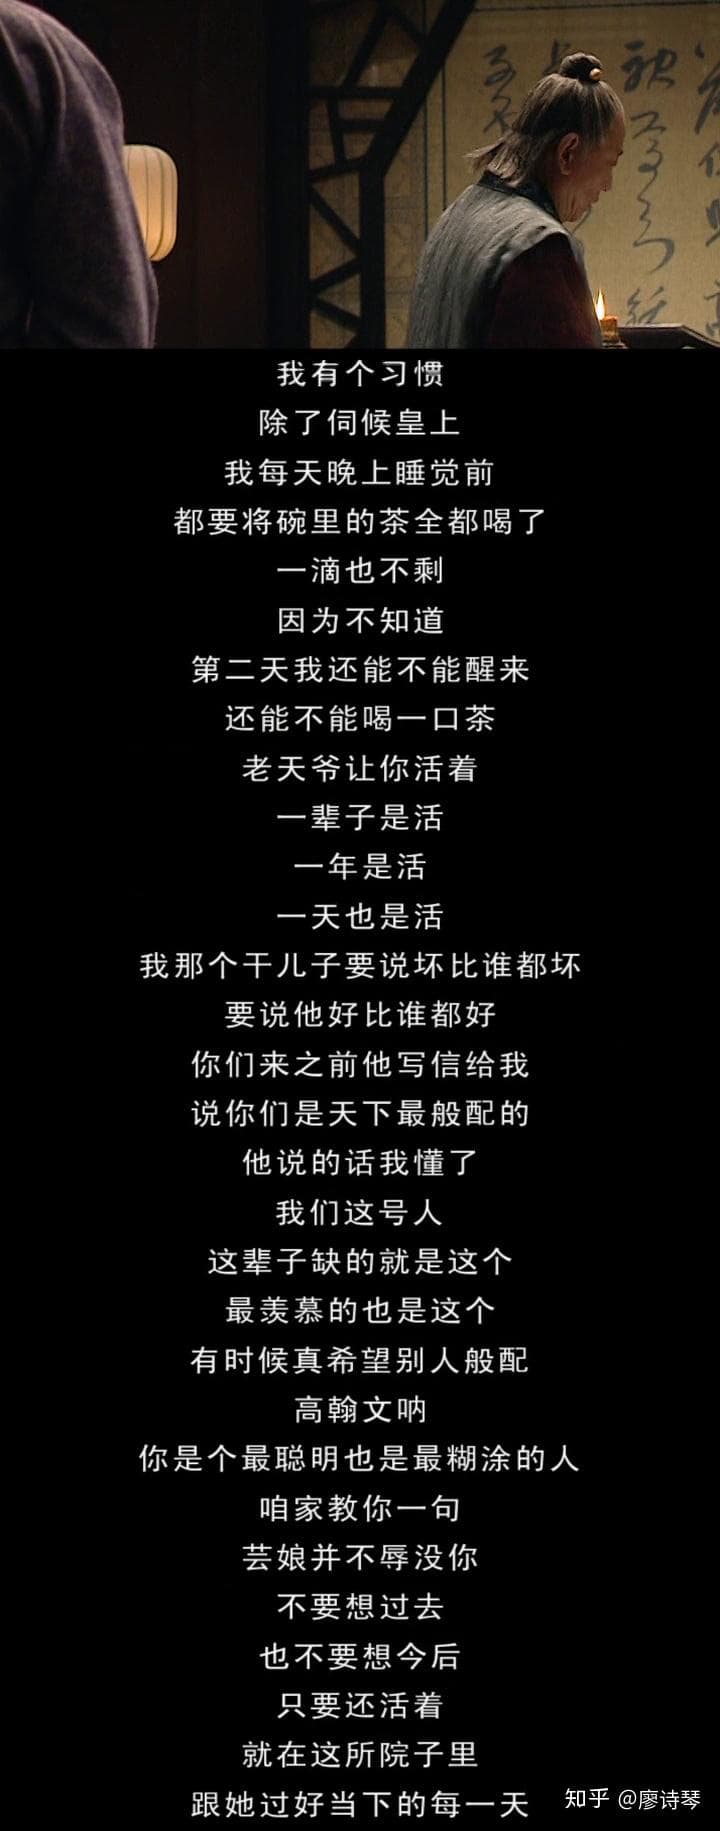 我有个习惯
除了伺候皇上
我每天晚上睡觉前
都要将碗里的茶全都喝了
一滴也不剩
因为不知道
第二天我还能不能醒来
还能不能喝一口茶
老天爷让你活着
一辈子是活
一年是活
一天也是活
我那个干儿子要说坏比谁都坏
要说他好比谁都好
你们来之前他写信给我
说你们是天下最般配的
他说的话我懂了
我们这号人
这辈子缺的就是这个
最羡慕的也是这个
有时候真希望别人般配
高翰文呐
你是个最聪明也是最糊涂的人
咱家教你一句
芸娘并不辱没你
不要想过去
也不要想今后
只要还活着
就在这所院子里
跟她过好当下的每一天
知乎 @廖诗琴